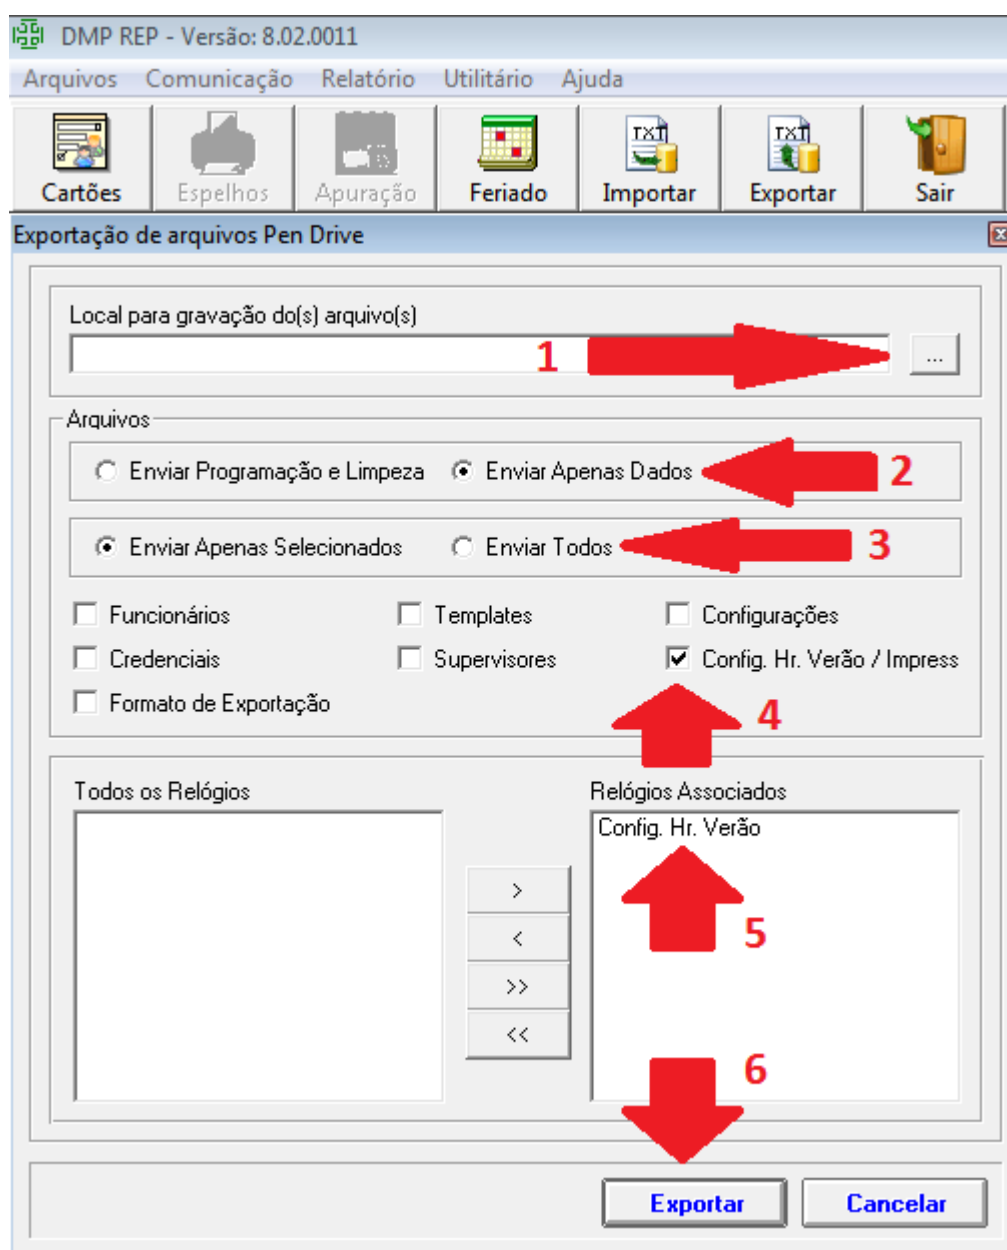 DMP REP - Versão: 8.02.0011
Arquivos Comunicação Relatório Utilitário Ajuda
TXT TXT
Cartões Espelhos Apuração Feriado Importar Exportar Sair
Exportação de arquivos Pen Drive
Local para gravação do(s) arquivo(s)
1 ...
Arquivos
Enviar Programação e Limpeza Enviar Apenas Dados 2
Enviar Apenas Selecionados Enviar Todos 3
Funcionários Templates Configurações
Credenciais Supervisores Config. Hr. Verão / Impress
Formato de Exportação
4
Todos os Relógios Relógios Associados
Config. Hr. Verão
>
< 5
>>
<<
6
Exportar Cancelar